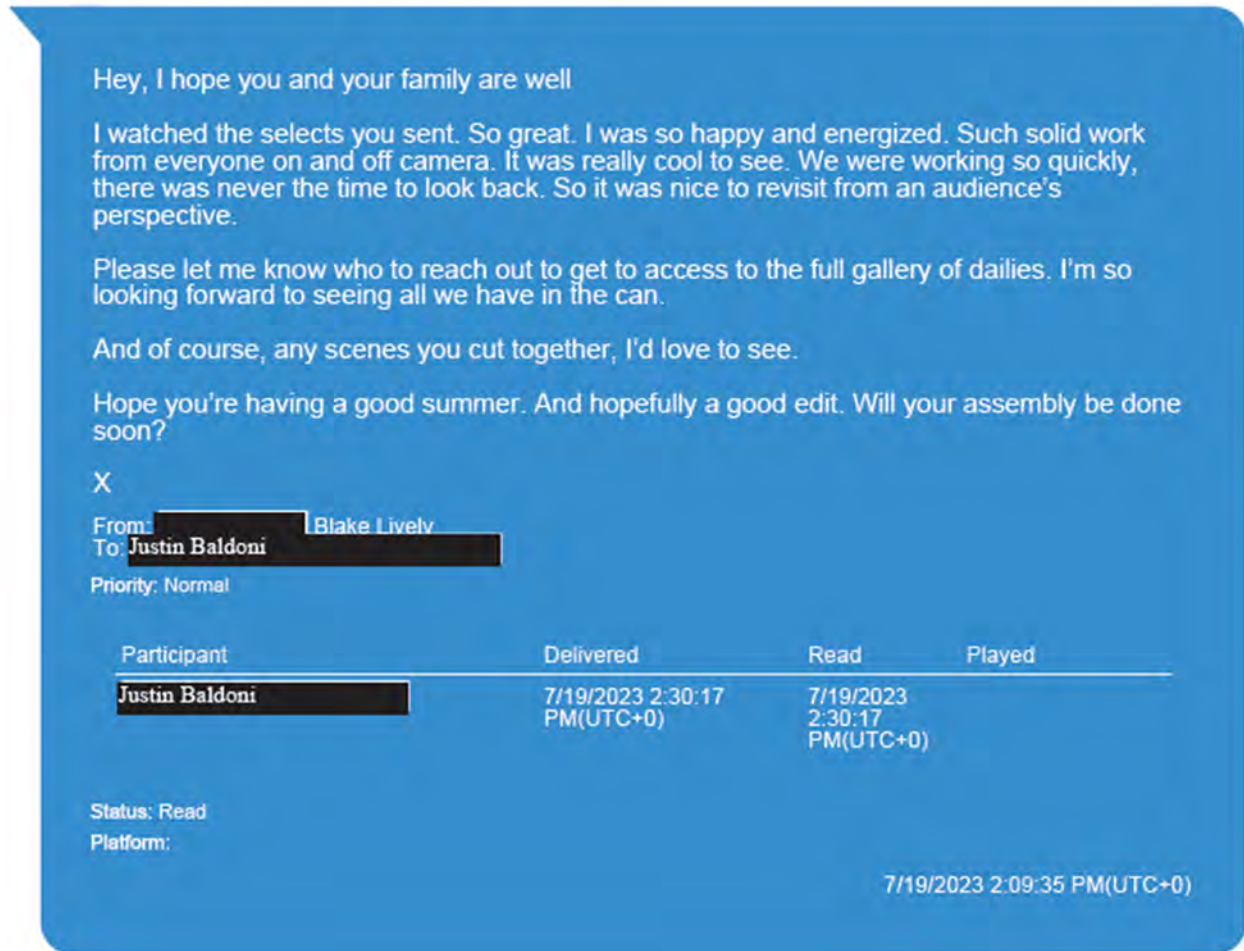 Hey, I hope you and your family are well
I watched the selects you sent. So great. I was so happy and energized. Such solid work
from everyone on and off camera. It was really cool to see. We were working so quickly,
there was never the time to look back. So it was nice to revisit from an audience's
perspective.
Please let me know who to reach out to get to access to the full gallery of dailies. I'm so
looking forward to seeing all we have in the can.
And of course, any scenes you cut together, I'd love to see.
Hope you're having a good summer. And hopefully a good edit. Will your assembly be done
soon?
X
From: Blake Lively
To: Justin Baldoni
Priority: Normal
Participant Delivered Read Played
Justin Baldoni 7/19/2023 2:30:17 7/19/2023
PM(UTC+0) 2:30:17
PM(UTC+0)
Status: Read
Platform:
7/19/2023 2:09:35 PM(UTC+0)